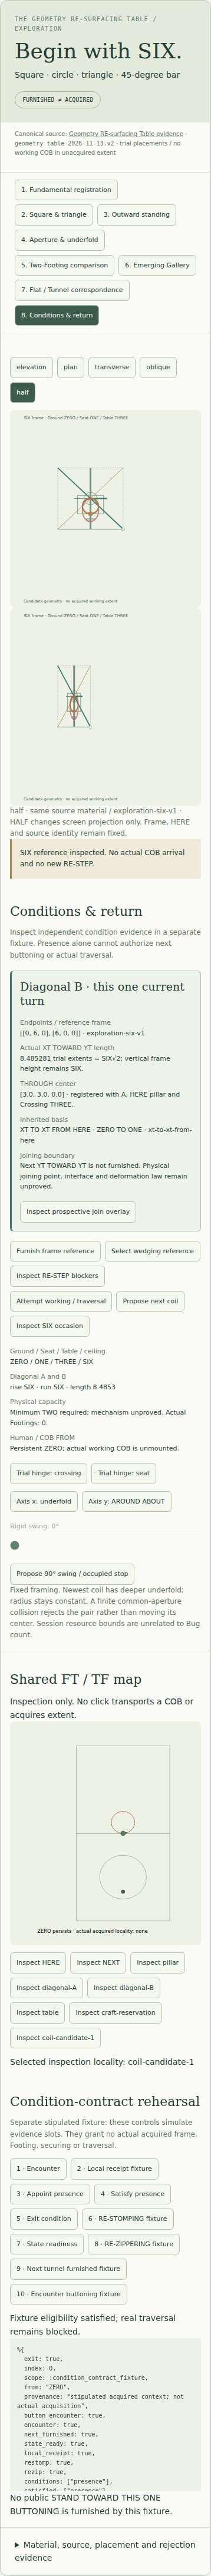 THE GEOMETRY RE-SURFACING TABLE /
EXPLORATION
Begin with SIX.
Square · circle · triangle · 45-degree bar
FURNISHED ≠ ACQUIRED
Canonical source: Geometry RE-surfacing Table evidence ·
geometry-table-2026-11-13.v2 · trial placements / no
working COB in unacquired extent
1. Fundamental registration
2. Square & triangle
3. Outward standing
4. Aperture & underfold
5. Two-Footing comparison
6. Emerging Gallery
7. Flat / Tunnel correspondence
8. Conditions & return
elevation
plan
transverse
oblique
half
SIX frame · Ground ZERO / Seat ONE / Table THREE
Candidate geometry · no acquired working extent
SIX frame · Ground ZERO / Seat ONE / Table THREE
Candidate geometry · no acquired working extent
half · same source material / exploration-six-v1 ·
HALF changes screen projection only. Frame, HERE
and source identity remain fixed.
SIX reference inspected. No actual COB arrival
and no new RE-STEP.
Conditions & return
Inspect independent condition evidence in a separate
fixture. Presence alone cannot authorize next
buttoning or actual traversal.
Diagonal B · this one current
turn
Endpoints / reference frame
[[0, 6, 0], [6, 0, 0]] · exploration-six-v1
Actual XT TOWARD YT length
8.485281 trial extents = SIX√2; vertical frame
height remains SIX.
THROUGH center
[3.0, 3.0, 0.0] · registered with A, HERE pillar and
Crossing THREE.
Inherited basis
XT TO XT FROM HERE · ZERO TO ONE · xt-to-xt-from-
here
Joining boundary
Next YT TOWARD YT is not furnished. Physical
joining point, interface and deformation law remain
unproved.
Inspect prospective join overlay
Furnish frame reference
Select wedging reference
Inspect RE-STEP blockers
Attempt working / traversal
Propose next coil
Inspect SIX occasion
Ground / Seat / Table / ceiling
ZERO / ONE / THREE / SIX
Diagonal A and B
rise SIX · run SIX · length 8.4853
Physical capacity
Minimum TWO required; mechanism unproved. Actual
Footings: 0.
Human / COB FROM
Persistent ZERO; actual working COB is unmounted.
Trial hinge: crossing
Trial hinge: seat
Axis x: underfold
Axis y: AROUND ABOUT
Rigid swing: 0°
Propose 90° swing / occupied stop
Fixed framing. Newest coil has deeper underfold;
radius stays constant. A finite common-aperture
collision rejects the pair rather than moving its
center. Session resource bounds are unrelated to Bug
count.
Shared FT / TF map
Inspection only. No click transports a COB or
acquires extent.
ZERO persists · actual acquired locality: none
Inspect HERE
Inspect NEXT
Inspect pillar
Inspect diagonal-A
Inspect diagonal-B
Inspect table
Inspect craft-reservation
Inspect coil-candidate-1
Selected inspection locality: coil-candidate-1
Condition-contract rehearsal
Separate stipulated fixture: these controls simulate
evidence slots. They grant no actual acquired frame,
Footing, securing or traversal.
1 · Encounter
2 · Local receipt fixture
3 · Appoint presence
4 · Satisfy presence
5 · Exit condition
6 · RE-STOMPING fixture
7 · State readiness
8 · RE-ZIPPERING fixture
9 · Next tunnel furnished fixture
10 · Encounter buttoning fixture
Fixture eligibility satisfied; real traversal
remains blocked.
%{
exit: true,
index: 0,
scope: :condition_contract_fixture,
from: "ZERO",
provenance: "stipulated acquired context; not
actual acquisition",
button_encounter: true,
encounter: true,
next_furnished: true,
state_ready: true,
local_receipt: true,
restomp: true,
rezip: true,
conditions: ["presence"],
satisfied: ["presence"]
No public STAND TOWARD THIS ONE
BUTTONING is furnished by this fixture.
▶ Material, source, placement and rejection
evidence